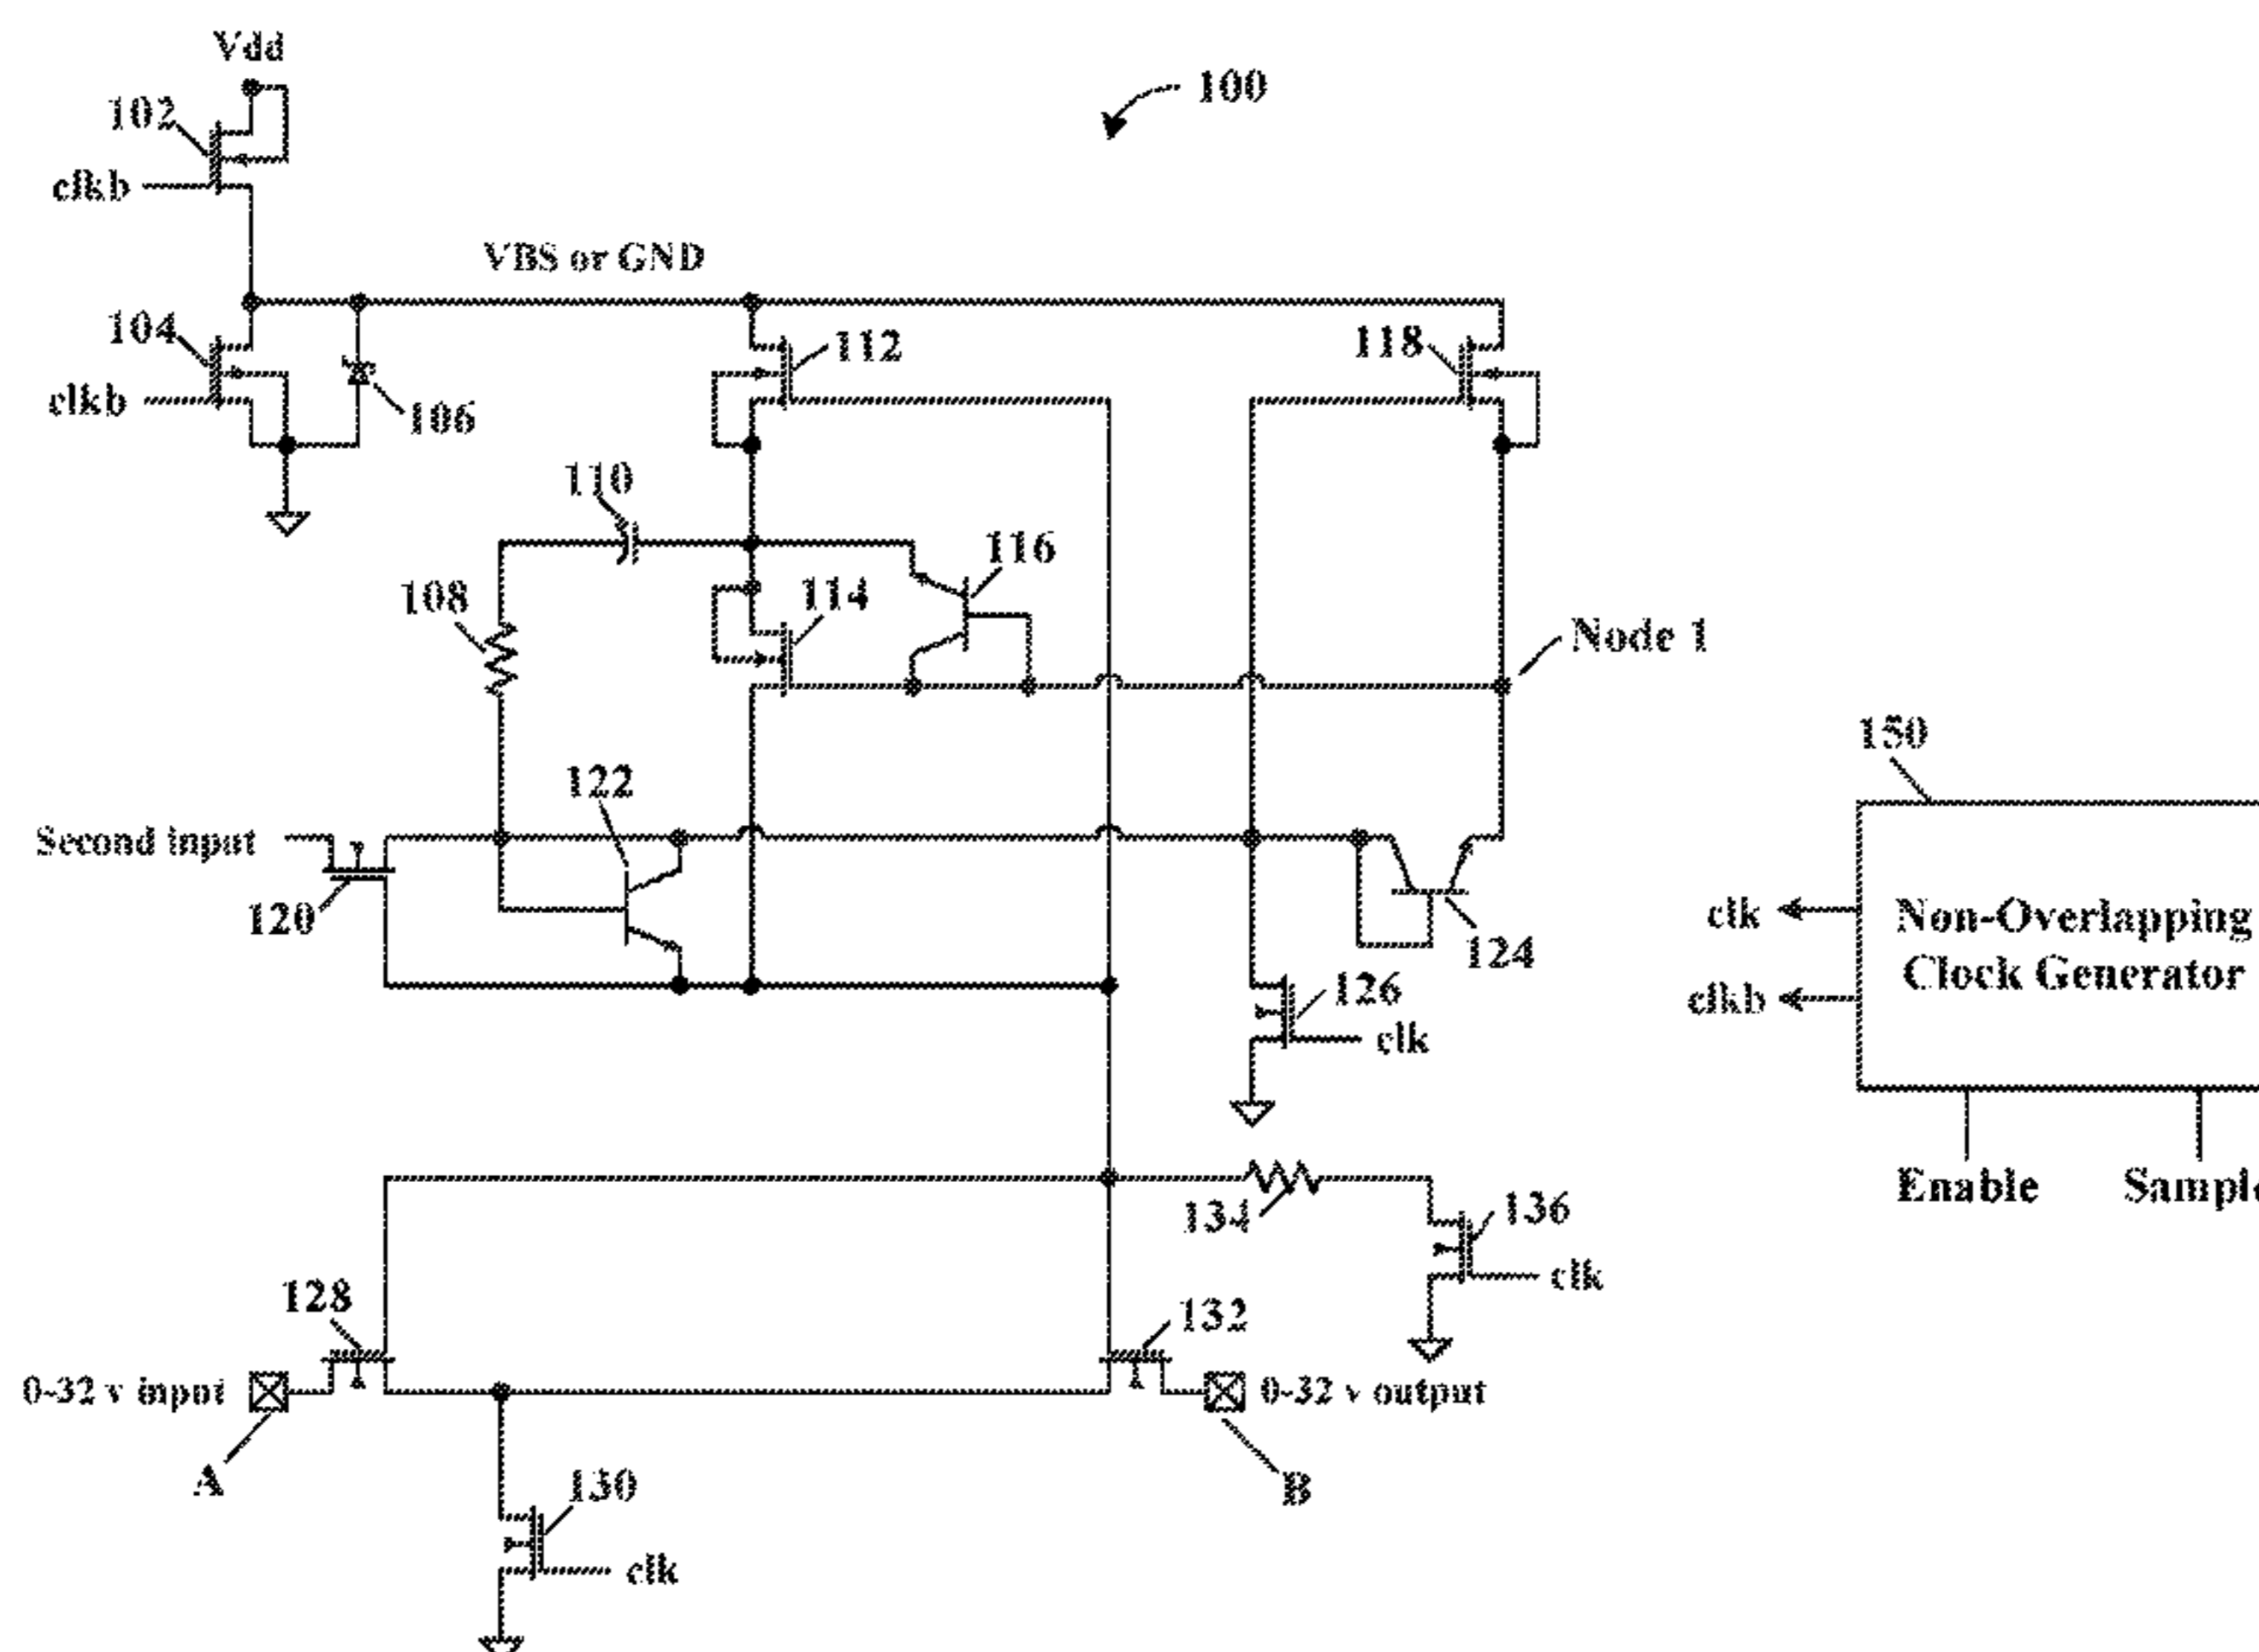 Vdd
100
102
clkb
VBS or GND
104
clkb
106
112
118
110
116
108
114
Node 1
150
122
Second input
120
124
clk
Non-Overlapping
Clock Generator
clkb
126
clk
Enable
Sample
134
136
clk
128
132
0-32 v input
0-32 v output
A
B
130
clk